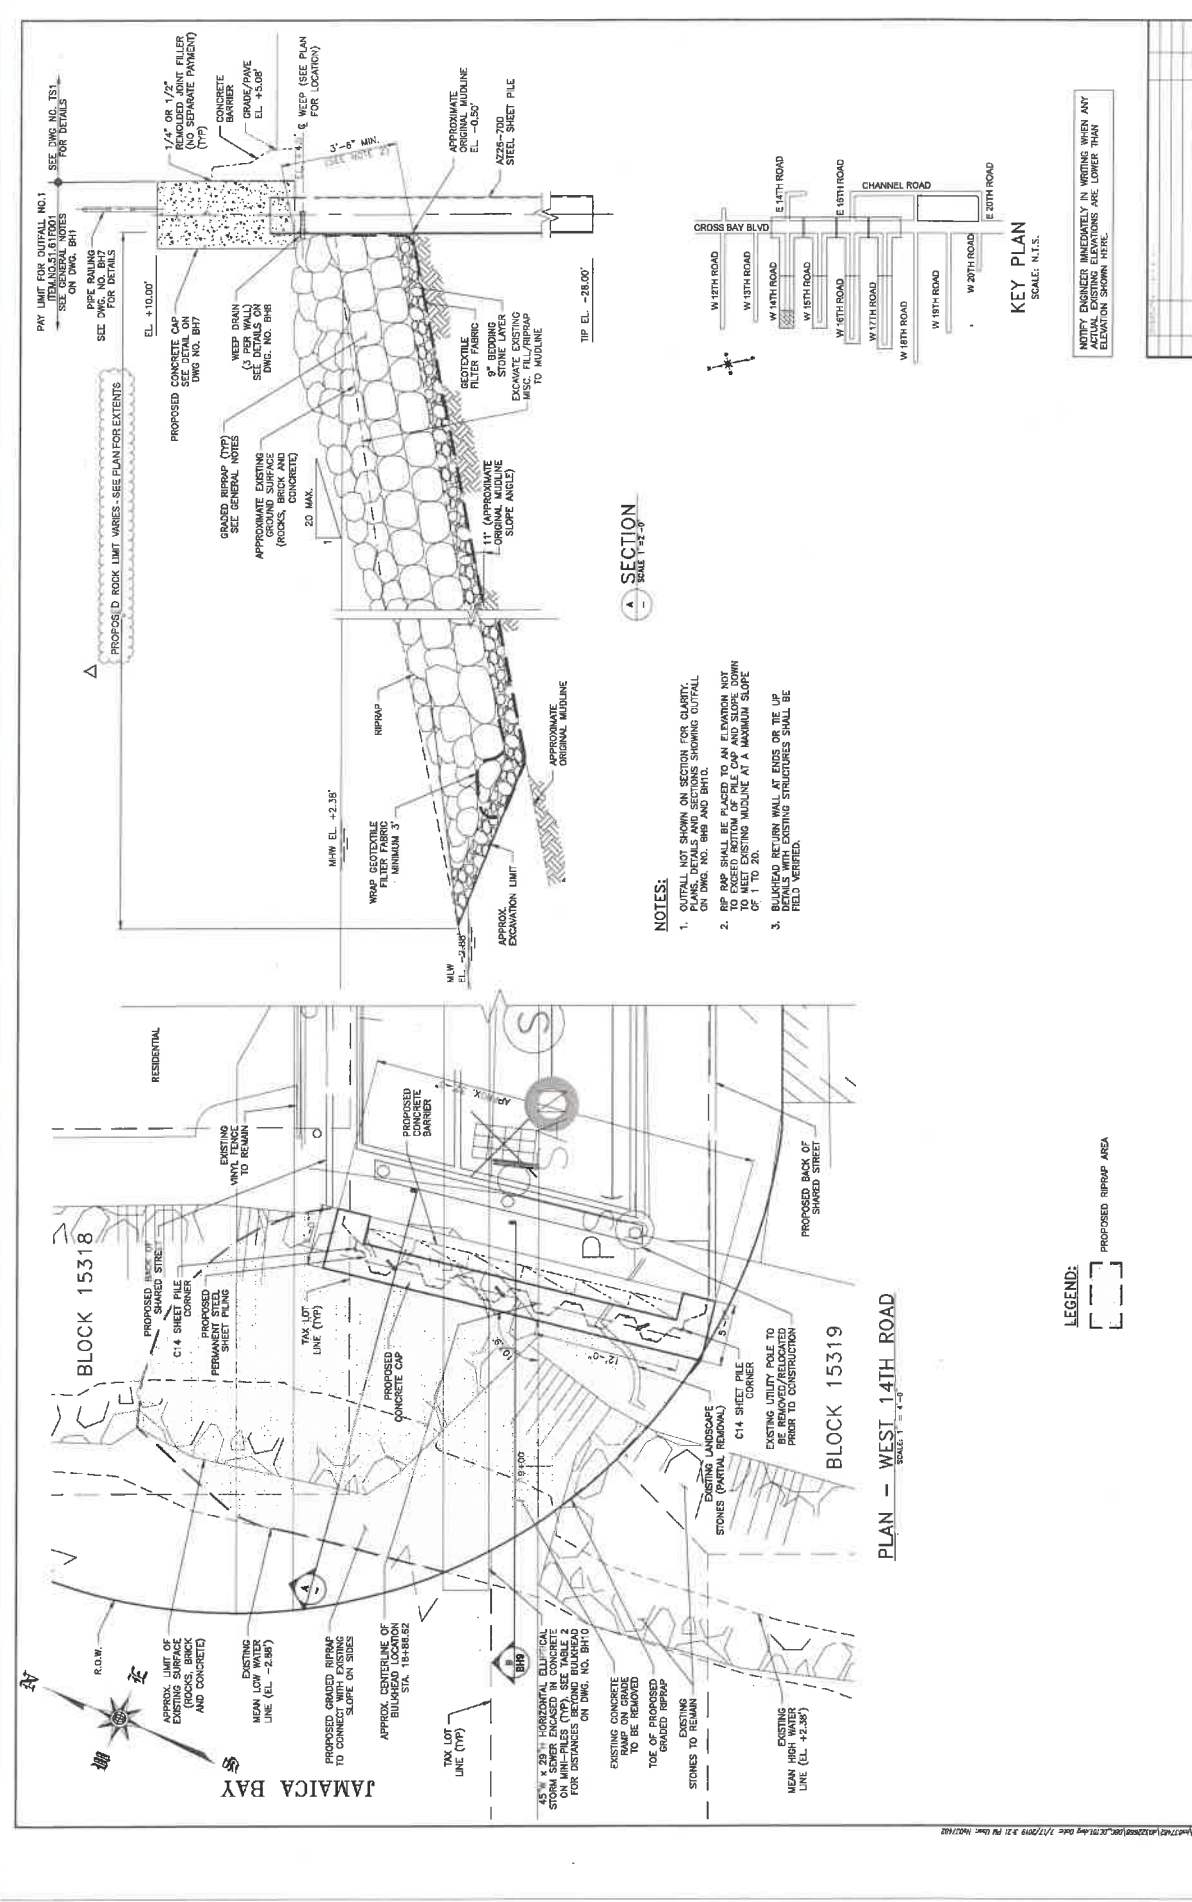 JAMAICA BAY
R.O.W.
APPROX. LIMIT OF
EXISTING SURFACE
(ROCKS, BRICK
AND CONCRETE)
EXISTING
MEAN LOW WATER
LINE (EL. -2.88')
PROPOSED GRADED RIPRAP
TO CONNECT WITH EXISTING
SLOPE ON SIDES
APPROX. CENTERLINE OF
BULKHEAD LOCATION
STA. 18+88.62
TAX LOT
LINE (TYP)
BH9
45"W x 29"H HORIZONTAL ELLIPTICAL
STORM SEWER ENCASED IN CONCRETE
ON MINI-PILES (TYP). SEE TABLE 2
FOR DISTANCES BEYOND BULKHEAD
ON DWG. NO. BH10
EXISTING CONCRETE
RAMP ON GRADE
TO BE REMOVED
TOE OF PROPOSED
GRADED RIPRAP
EXISTING
STONES TO REMAIN
EXISTING
MEAN HIGH WATER
LINE (EL. +2.38')
A
BLOCK 15318
PROPOSED BACK OF
SHARED STREET
C14 SHEET PILE
CORNER
PROPOSED
PERMANENT STEEL
SHEET PILING
TAX LOT
LINE (TYP)
PROPOSED
CONCRETE CAP
9+00
12'-0"
EXISTING LANDSCAPE
STONES (PARTIAL REMOVAL)
C14 SHEET PILE
CORNER
EXISTING UTILITY POLE TO
BE REMOVED/RELOCATED
PRIOR TO CONSTRUCTION
BLOCK 15319
RESIDENTIAL
EXISTING
VINYL FENCE
TO REMAIN
PROPOSED
CONCRETE
BARRIER
APPROX.
S
P
PROPOSED BACK OF
SHARED STREET
PLAN - WEST 14TH ROAD
SCALE: 1" = 4'-0"
LEGEND:
PROPOSED RIPRAP AREA
PAY LIMIT FOR OUTFALL NO.1
ITEM.NO.51.61F001
SEE GENERAL NOTES
ON DWG. BH1
SEE DWG NO. TS1
FOR DETAILS
PIPE RAILING
SEE DWG. NO. BH7
FOR DETAILS
1/4" OR 1/2"
REMOLDED JOINT FILLER
(NO SEPARATE PAYMENT)
(TYP)
CONCRETE
BARRIER
GRADE/PAVE
EL +5.08'
WEEP (SEE PLAN
FOR LOCATION)
3'-6" MIN.
(SEE NOTE 2)
APPROXIMATE
ORIGINAL MUDLINE
EL -0.50'
AZ26-700
STEEL SHEET PILE
PROPOSED ROCK LIMIT VARIES - SEE PLAN FOR EXTENTS
EL +10.00'
PROPOSED CONCRETE CAP
SEE DETAIL ON
DWG NO. BH7
WEEP DRAIN
(3 PER WALL)
SEE DETAILS ON
DWG. NO. BH8
GRADED RIPRAP (TYP)
SEE GENERAL NOTES
APPROXIMATE EXISTING
GROUND SURFACE
(ROCKS, BRICK AND
CONCRETE)
20 MAX.
1
GEOTEXTILE
FILTER FABRIC
9" BEDDING
STONE LAYER
EXCAVATE EXISTING
MISC. FILL/RIPRAP
TO MUDLINE
TIP EL. -28.00'
11° (APPROXIMATE
ORIGINAL MUDLINE
SLOPE ANGLE)
RIPRAP
MHW EL. +2.38'
WRAP GEOTEXTILE
FILTER FABRIC
MINIMUM 3'
MLW
EL. -2.88'
APPROX.
EXCAVATION LIMIT
APPROXIMATE
ORIGINAL MUDLINE
A SECTION
SCALE 1"=2'-0"
NOTES:
1. OUTFALL NOT SHOWN ON SECTION FOR CLARITY.
PLANS, DETAILS AND SECTIONS SHOWING OUTFALL
ON DWG. NO. BH9 AND BH10.
2. RIP RAP SHALL BE PLACED TO AN ELEVATION NOT
TO EXCEED BOTTOM OF PILE CAP AND SLOPE DOWN
TO MEET EXISTING MUDLINE AT A MAXIMUM SLOPE
OF 1 TO 20.
3. BULKHEAD RETURN WALL AT ENDS OR TIE UP
DETAILS WITH EXISTING STRUCTURES SHALL BE
FIELD VERIFIED.
CROSS BAY BLVD
CHANNEL ROAD
E 14TH ROAD
E 16TH ROAD
E 20TH ROAD
W 12TH ROAD
W 13TH ROAD
W 14TH ROAD
W 15TH ROAD
W 16TH ROAD
W 17TH ROAD
W 18TH ROAD
W 19TH ROAD
W 20TH ROAD
KEY PLAN
SCALE: N.T.S.
NOTIFY ENGINEER IMMEDIATELY IN WRITING WHEN ANY
ACTUAL EXISTING ELEVATIONS ARE LOWER THAN
ELEVATION SHOWN HERE.